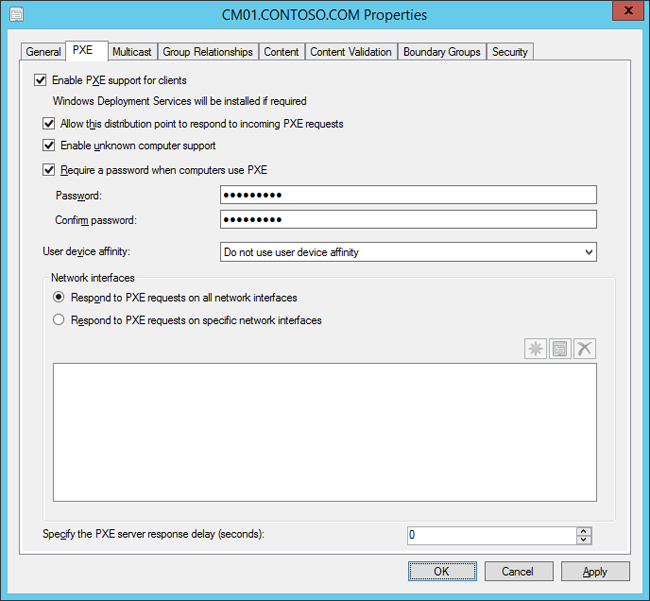 CM01.CONTOSO.COM Properties
x
General PXE Multicast Group Relationships Content Content Validation Boundary Groups Security
Enable PXE support for clients
Windows Deployment Services will be installed if required
Allow this distribution point to respond to incoming PXE requests
Enable unknown computer support
Require a password when computers use PXE
Password: •••••••••
Confirm password: •••••••••
User device affinity: Do not use user device affinity
Network interfaces
Respond to PXE requests on all network interfaces
Respond to PXE requests on specific network interfaces
Specify the PXE server response delay (seconds): 0
OK Cancel Apply